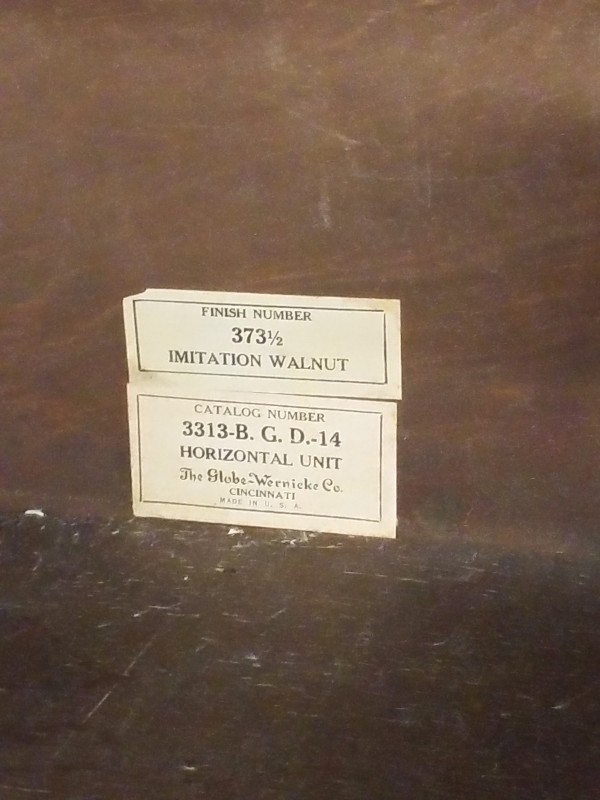 FINISH NUMBER
373½
IMITATION WALNUT
CATALOG NUMBER
3313-B. G. D.-14
HORIZONTAL UNIT
The Globe-Wernicke Co.
CINCINNATI
MADE IN U. S. A.